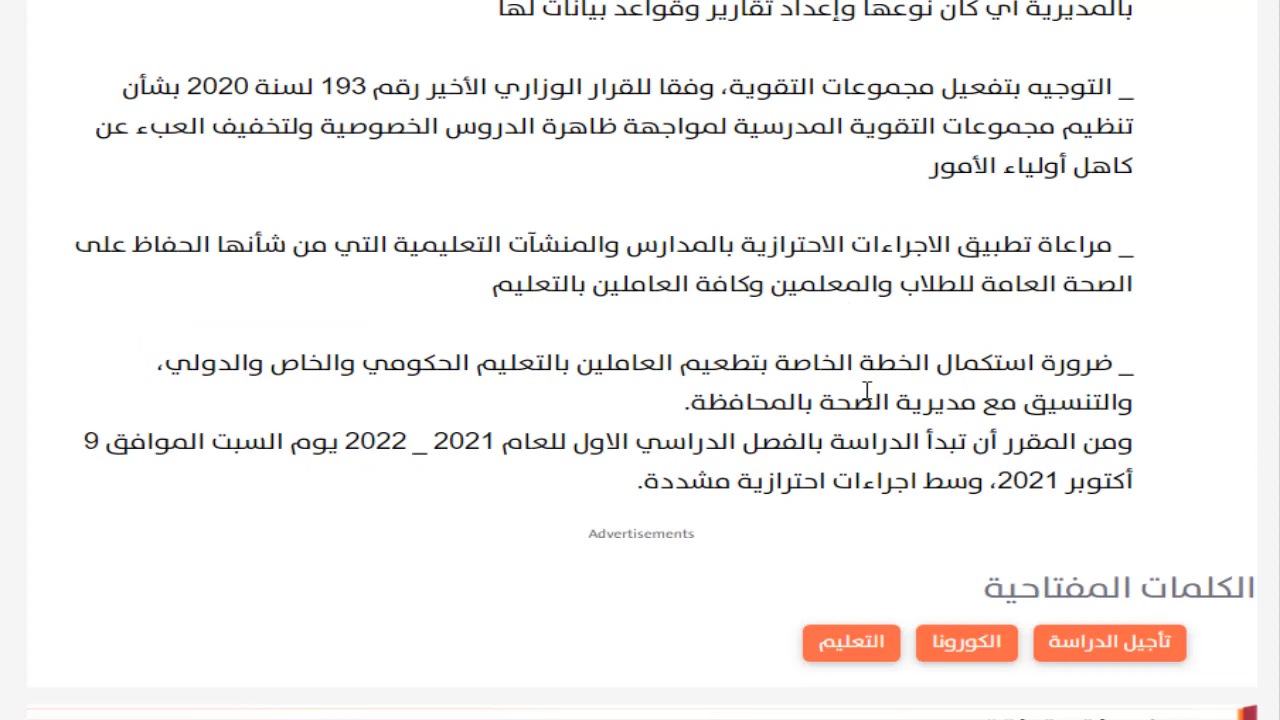 بالمديرية أي كان نوعها وإعداد تقارير وقواعد بيانات لها
_ التوجيه بتفعيل مجموعات التقوية، وفقا للقرار الوزاري الأخير رقم 193 لسنة 2020 بشأن
تنظيم مجموعات التقوية المدرسية لمواجهة ظاهرة الدروس الخصوصية ولتخفيف العبء عن
كاهل أولياء الأمور
_ مراعاة تطبيق الاجراءات الاحترازية بالمدارس والمنشآت التعليمية التي من شأنها الحفاظ على
الصحة العامة للطلاب والمعلمين وكافة العاملين بالتعليم
_ ضرورة استكمال الخطة الخاصة بتطعيم العاملين بالتعليم الحكومي والخاص والدولي،
والتنسيق مع مديرية الصحة بالمحافظة.
ومن المقرر أن تبدأ الدراسة بالفصل الدراسي الاول للعام 2021 _ 2022 يوم السبت الموافق 9
أكتوبر 2021، وسط اجراءات احترازية مشددة.
Advertisements
الكلمات المفتاحية
تأجيل الدراسة الكورونا التعليم